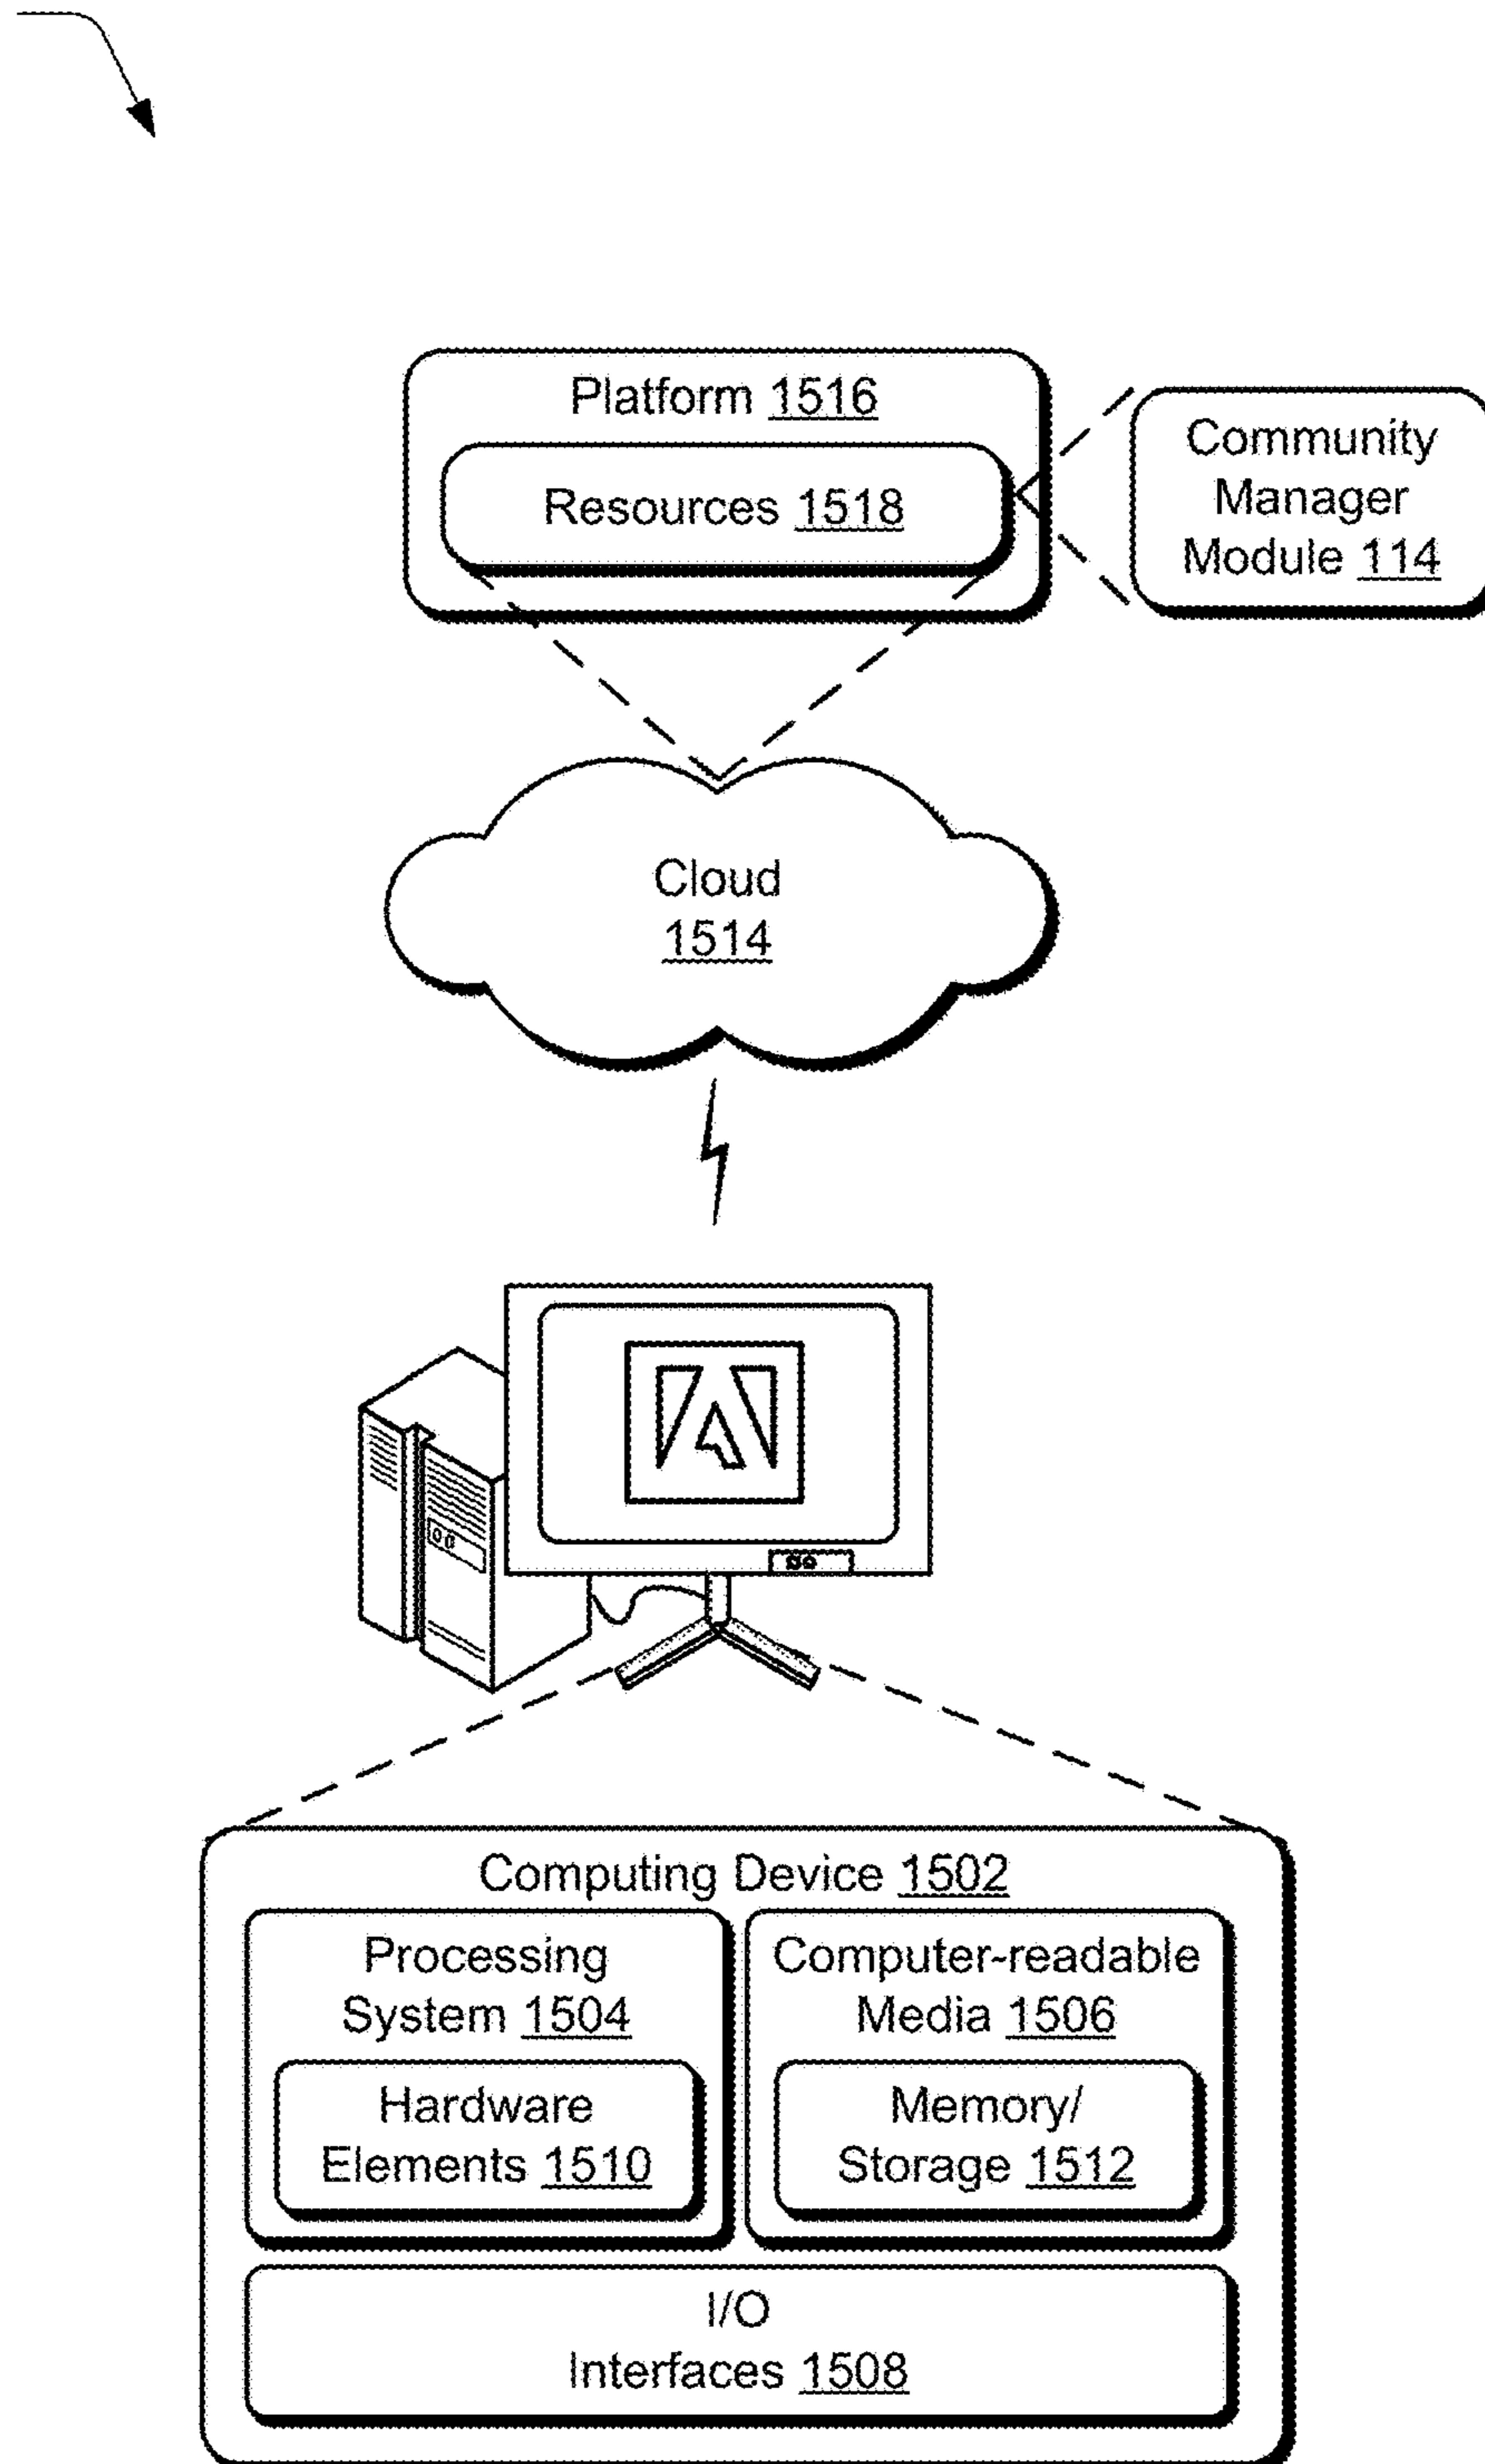 Platform 1516
Resources 1518
Community
Manager
Module 114
Cloud
1514
Computing Device 1502
Processing
System 1504
Hardware
Elements 1510
Computer-readable
Media 1506
Memory/
Storage 1512
I/O
Interfaces 1508